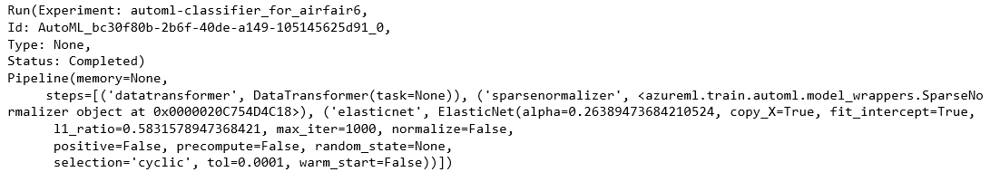 Run(Experiment: automl-classifier_for_airfair6,
Id: AutoML_bc30f80b-2b6f-40de-a149-105145625d91_0,
Type: None,
Status: Completed)
Pipeline(memory=None,
     steps=[('datatransformer', DataTransformer(task=None)), ('sparsenormalizer', <azureml.train.automl.model_wrappers.SparseNo
rmalizer object at 0x0000020C754D4C18>), ('elasticnet', ElasticNet(alpha=0.26389473684210524, copy_X=True, fit_intercept=True,
      l1_ratio=0.5831578947368421, max_iter=1000, normalize=False,
      positive=False, precompute=False, random_state=None,
      selection='cyclic', tol=0.0001, warm_start=False))])